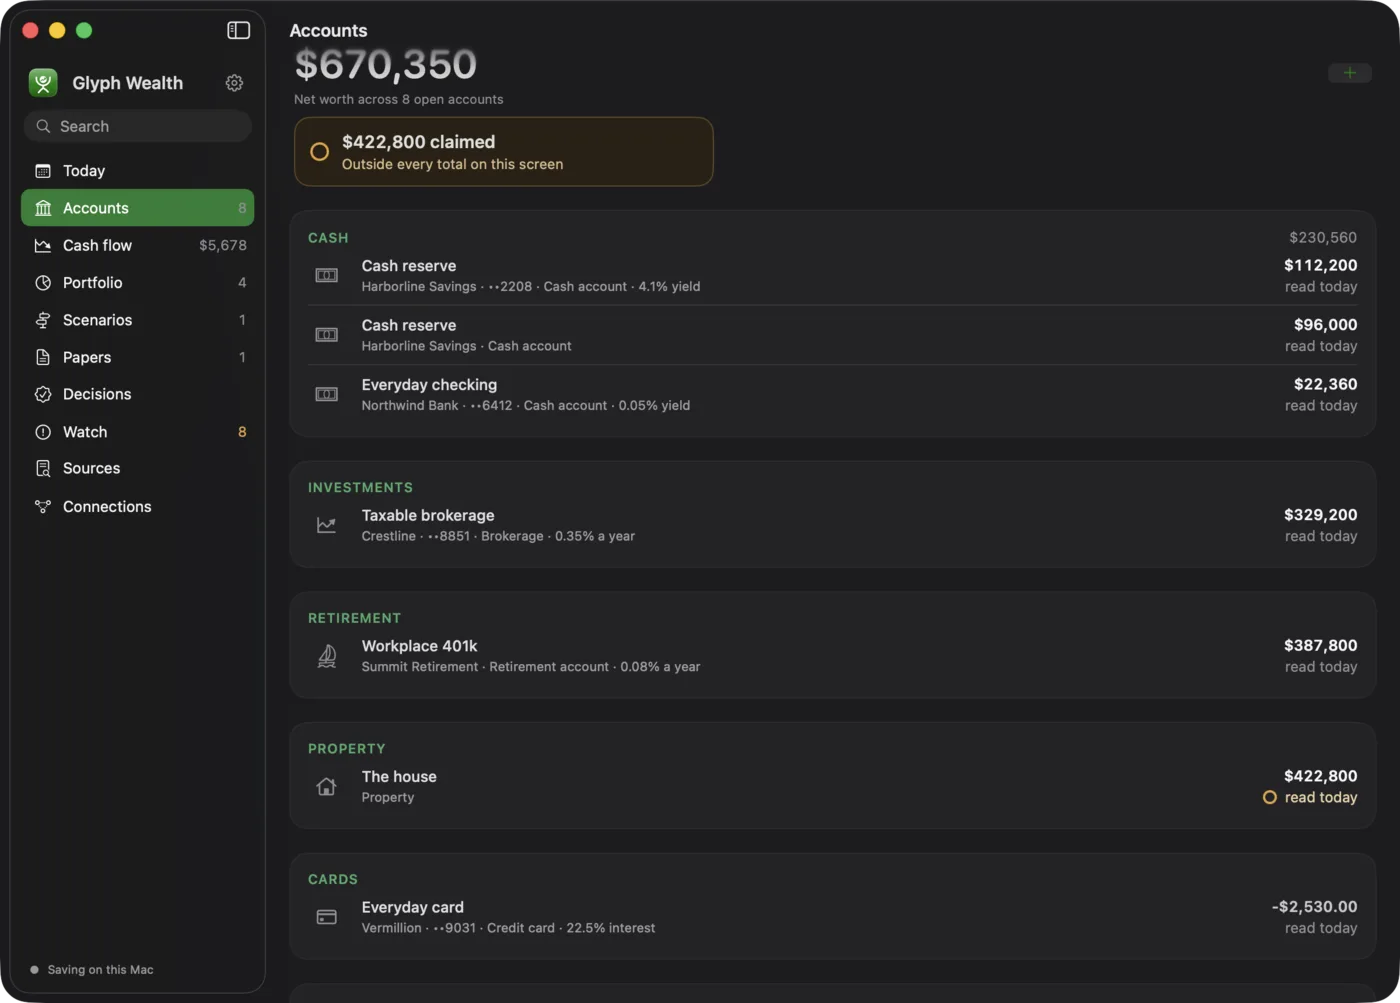 Glyph Wealth
Search
Today
Accounts 8
Cash flow $5,678
Portfolio 4
Scenarios 1
Papers 1
Decisions
Watch 8
Sources
Connections
Saving on this Mac
Accounts
$670,350
Net worth across 8 open accounts
$422,800 claimed
Outside every total on this screen
CASH $230,560
Cash reserve $112,200
Harborline Savings · ••2208 · Cash account · 4.1% yield read today
Cash reserve $96,000
Harborline Savings · Cash account read today
Everyday checking $22,360
Northwind Bank · ••6412 · Cash account · 0.05% yield read today
INVESTMENTS
Taxable brokerage $329,200
Crestline · ••8851 · Brokerage · 0.35% a year read today
RETIREMENT
Workplace 401k $387,800
Summit Retirement · Retirement account · 0.08% a year read today
PROPERTY
The house $422,800
Property read today
CARDS
Everyday card -$2,530.00
Vermillion · ••9031 · Credit card · 22.5% interest read today